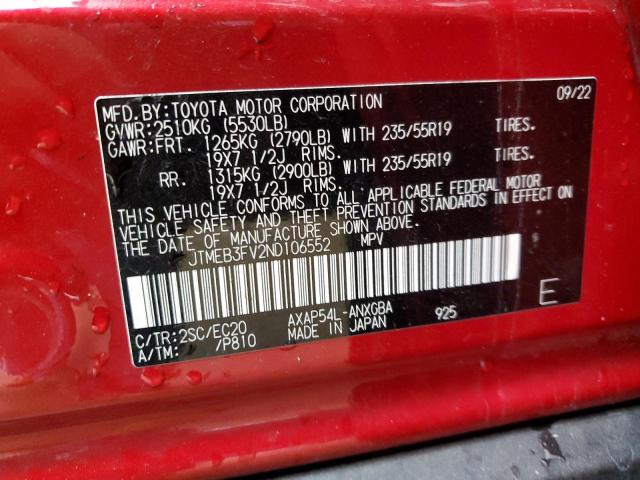 MFD.BY:TOYOTA MOTOR CORPORATION 09/22
GVWR:2510KG (5530LB)
GAWR:FRT. 1265KG (2790LB) WITH 235/55R19 TIRES.
19X7 1/2J RIMS.
RR. 1315KG (2900LB) WITH 235/55R19 TIRES.
19X7 1/2J RIMS.
THIS VEHICLE CONFORMS TO ALL APPLICABLE FEDERAL MOTOR
VEHICLE SAFETY AND THEFT PREVENTION STANDARDS IN EFFECT ON
THE DATE OF MANUFACTURE SHOWN ABOVE.
JTMEB3FV2ND106552 MPV
E
C/TR:2SC/EC20 AXAP54L-ANXGBA 925
A/TM: /P810 MADE IN JAPAN